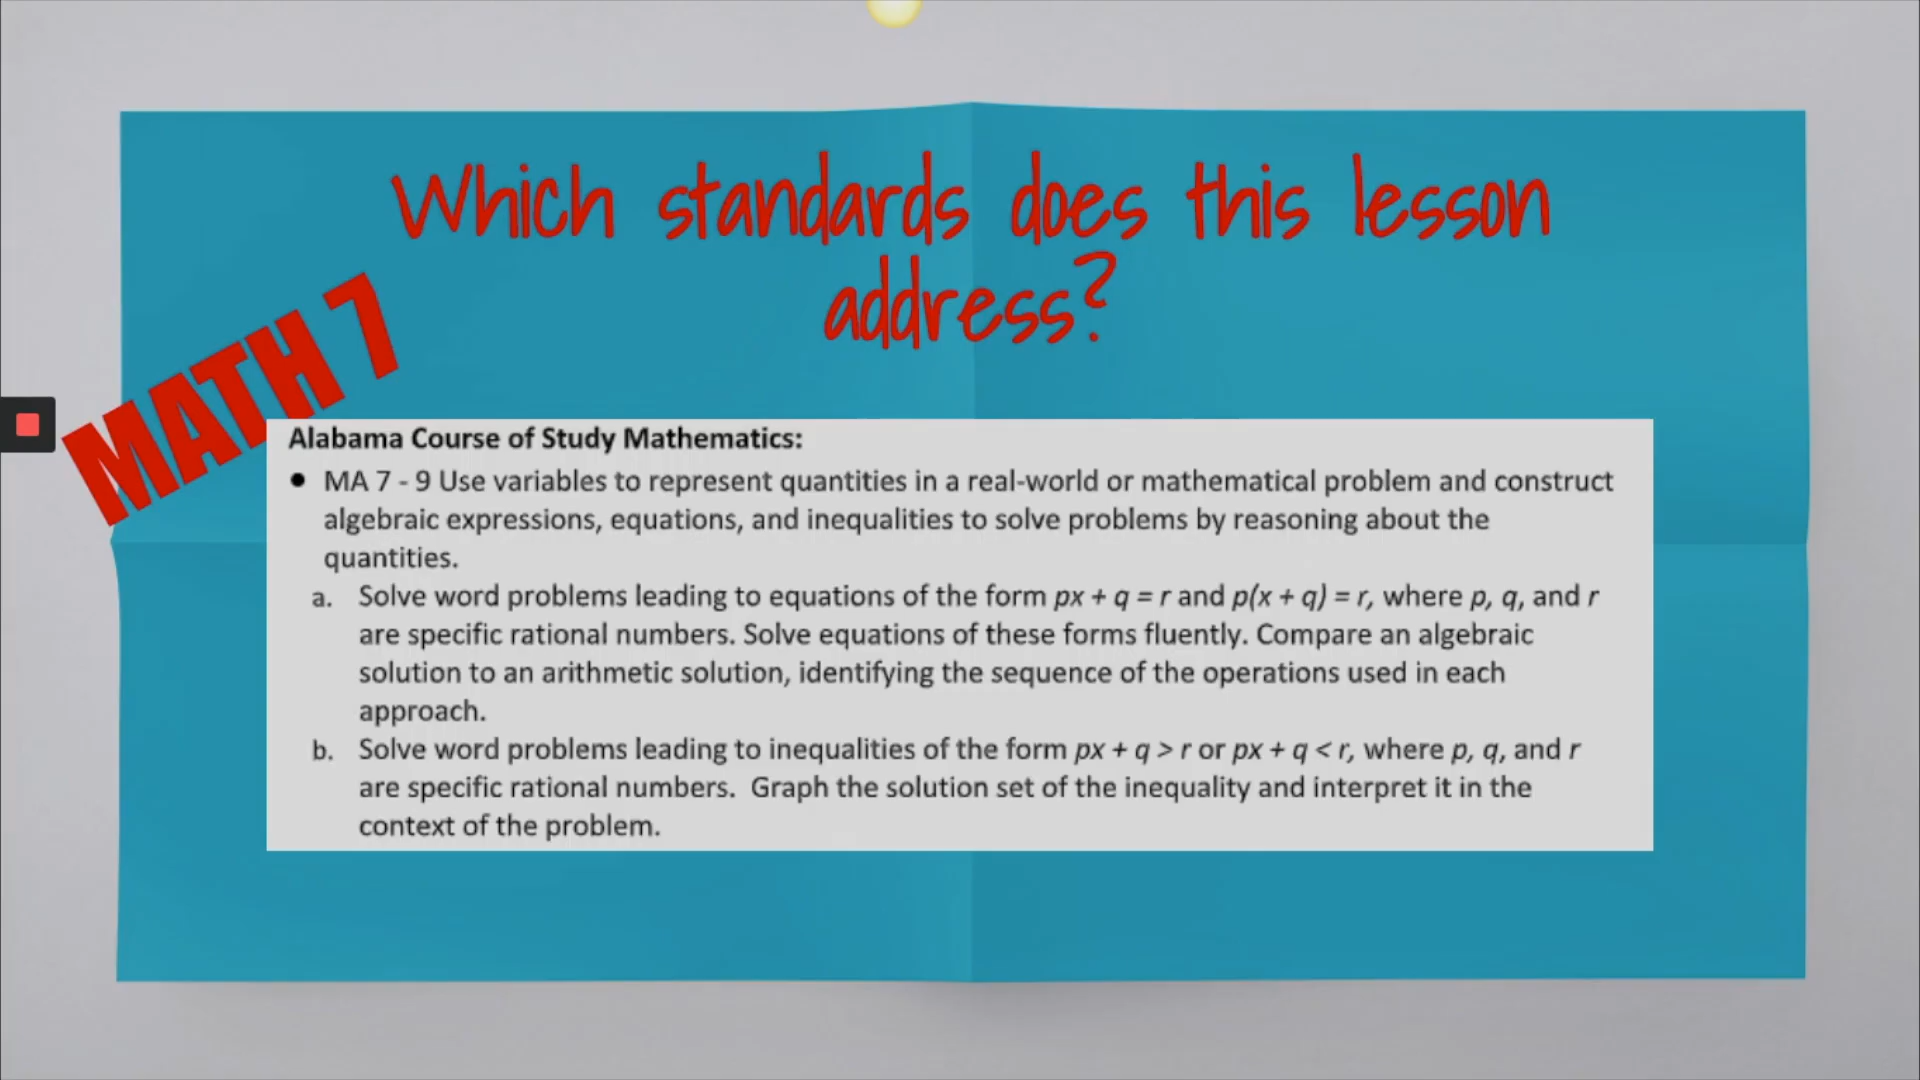 Which standards does this lesson
address?
MATH 7
Alabama Course of Study Mathematics:
• MA 7 - 9 Use variables to represent quantities in a real-world or mathematical problem and construct
algebraic expressions, equations, and inequalities to solve problems by reasoning about the
quantities.
a. Solve word problems leading to equations of the form px + q = r and p(x + q) = r, where p, q, and r
are specific rational numbers. Solve equations of these forms fluently. Compare an algebraic
solution to an arithmetic solution, identifying the sequence of the operations used in each
approach.
b. Solve word problems leading to inequalities of the form px + q > r or px + q < r, where p, q, and r
are specific rational numbers. Graph the solution set of the inequality and interpret it in the
context of the problem.